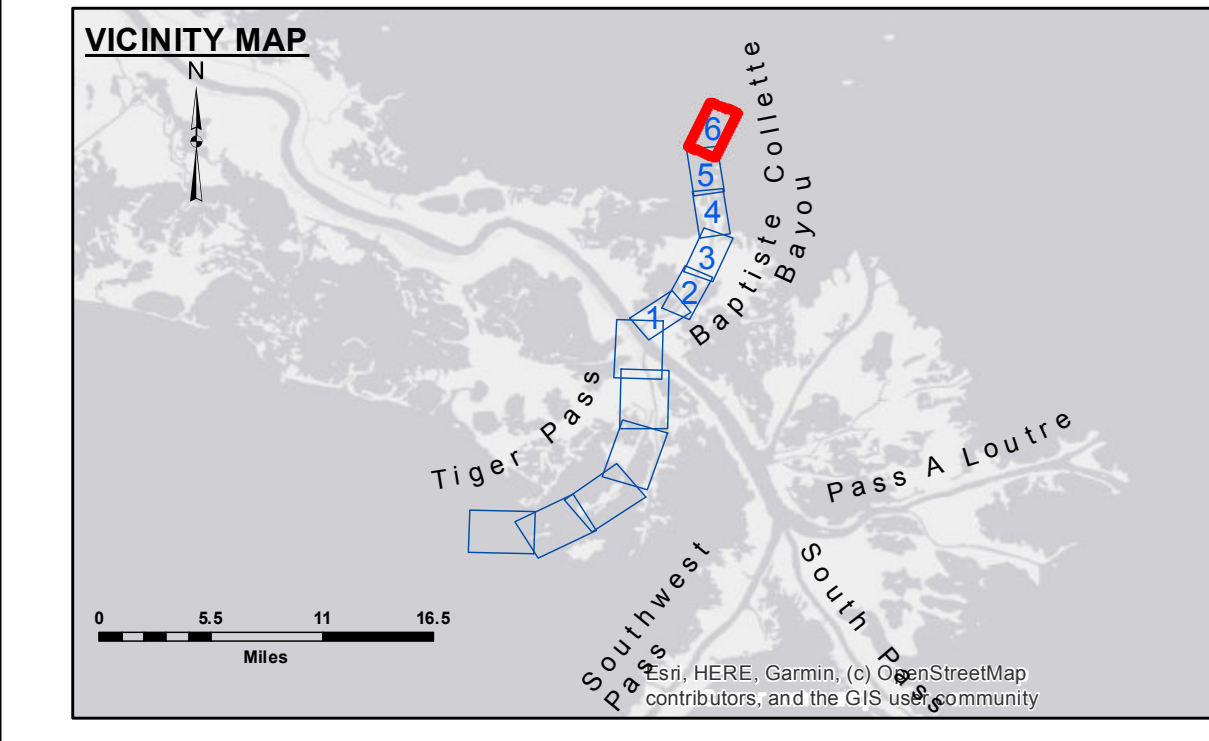 VICINITY MAP
N
6
5
4
3
2
1
Baptiste Collette
Bayou
Tiger Pass
Pass A Loutre
South Pass
Southwest
Pass
0 5.5 11 16.5
Miles
Esri, HERE, Garmin, (c) OpenStreetMap
contributors, and the GIS user community